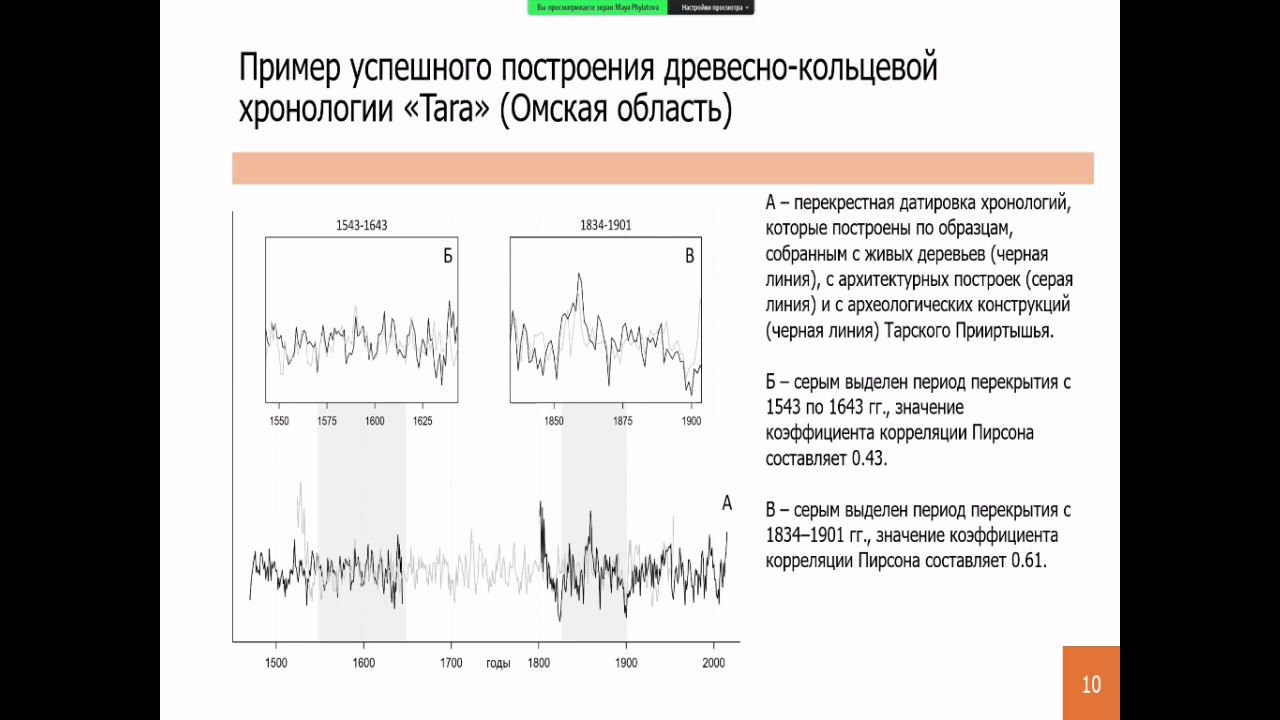 Вы просматриваете экран Maya Phylatova
Настройки просмотра
Пример успешного построения древесно-кольцевой
хронологии «Tara» (Омская область)
1543-1643
Б
1550 1575 1600 1625
1834-1901
В
1850 1875 1900
А
1500 1600 1700 годы 1800 1900 2000
А – перекрестная датировка хронологий,
которые построены по образцам,
собранным с живых деревьев (черная
линия), с архитектурных построек (серая
линия) и с археологических конструкций
(черная линия) Тарского Прииртышья.
Б – серым выделен период перекрытия с
1543 по 1643 гг., значение
коэффициента корреляции Пирсона
составляет 0.43.
В – серым выделен период перекрытия с
1834–1901 гг., значение коэффициента
корреляции Пирсона составляет 0.61.
10